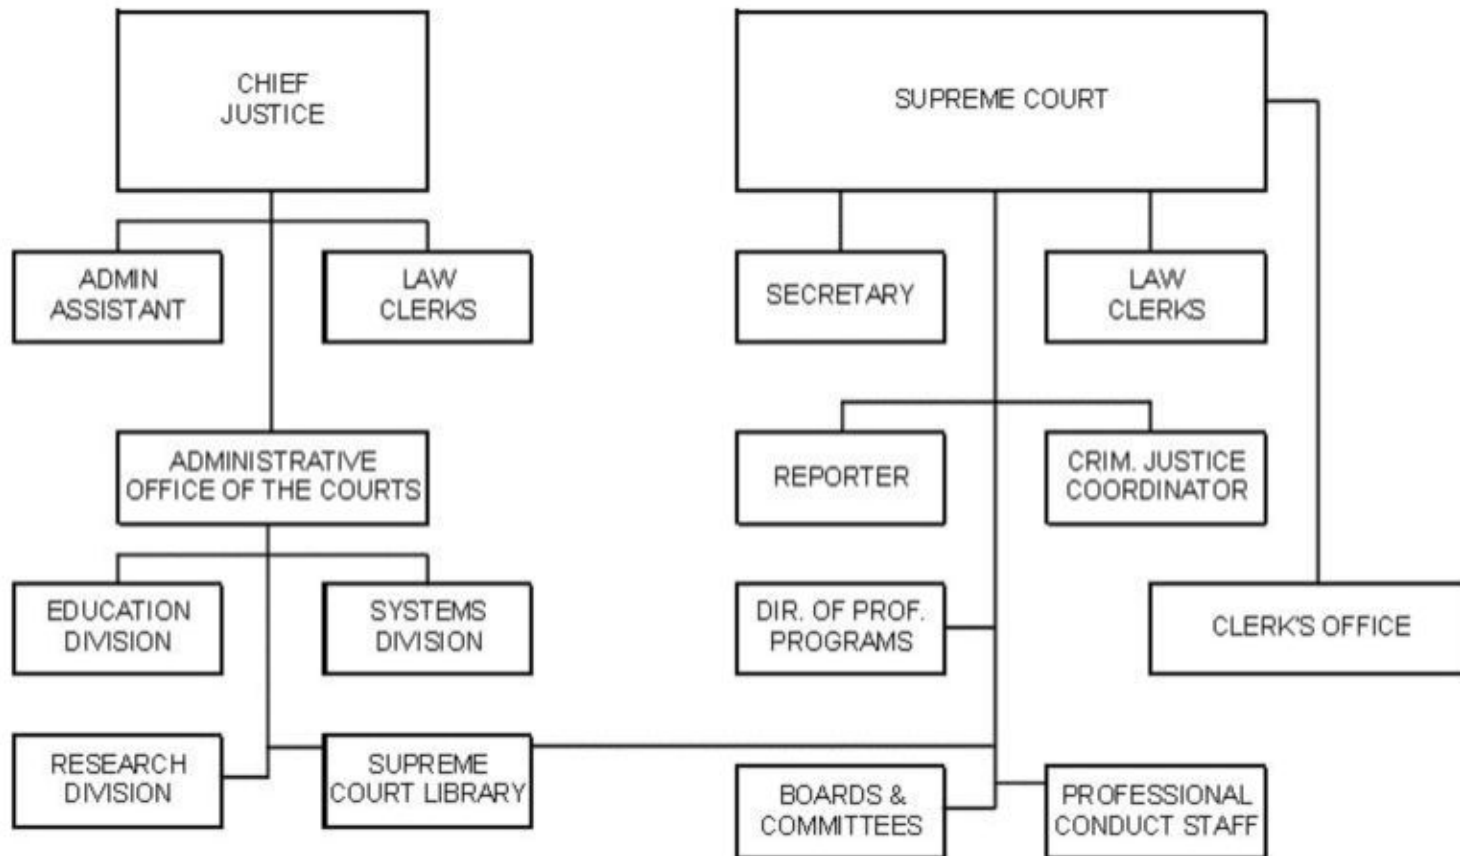 CHIEF
JUSTICE
SUPREME COURT
ADMIN
ASSISTANT
LAW
CLERKS
SECRETARY
LAW
CLERKS
ADMINISTRATIVE
OFFICE OF THE COURTS
REPORTER
CRIM. JUSTICE
COORDINATOR
EDUCATION
DIVISION
SYSTEMS
DIVISION
DIR. OF PROF.
PROGRAMS
CLERK'S OFFICE
RESEARCH
DIVISION
SUPREME
COURT LIBRARY
BOARDS &
COMMITTEES
PROFESSIONAL
CONDUCT STAFF